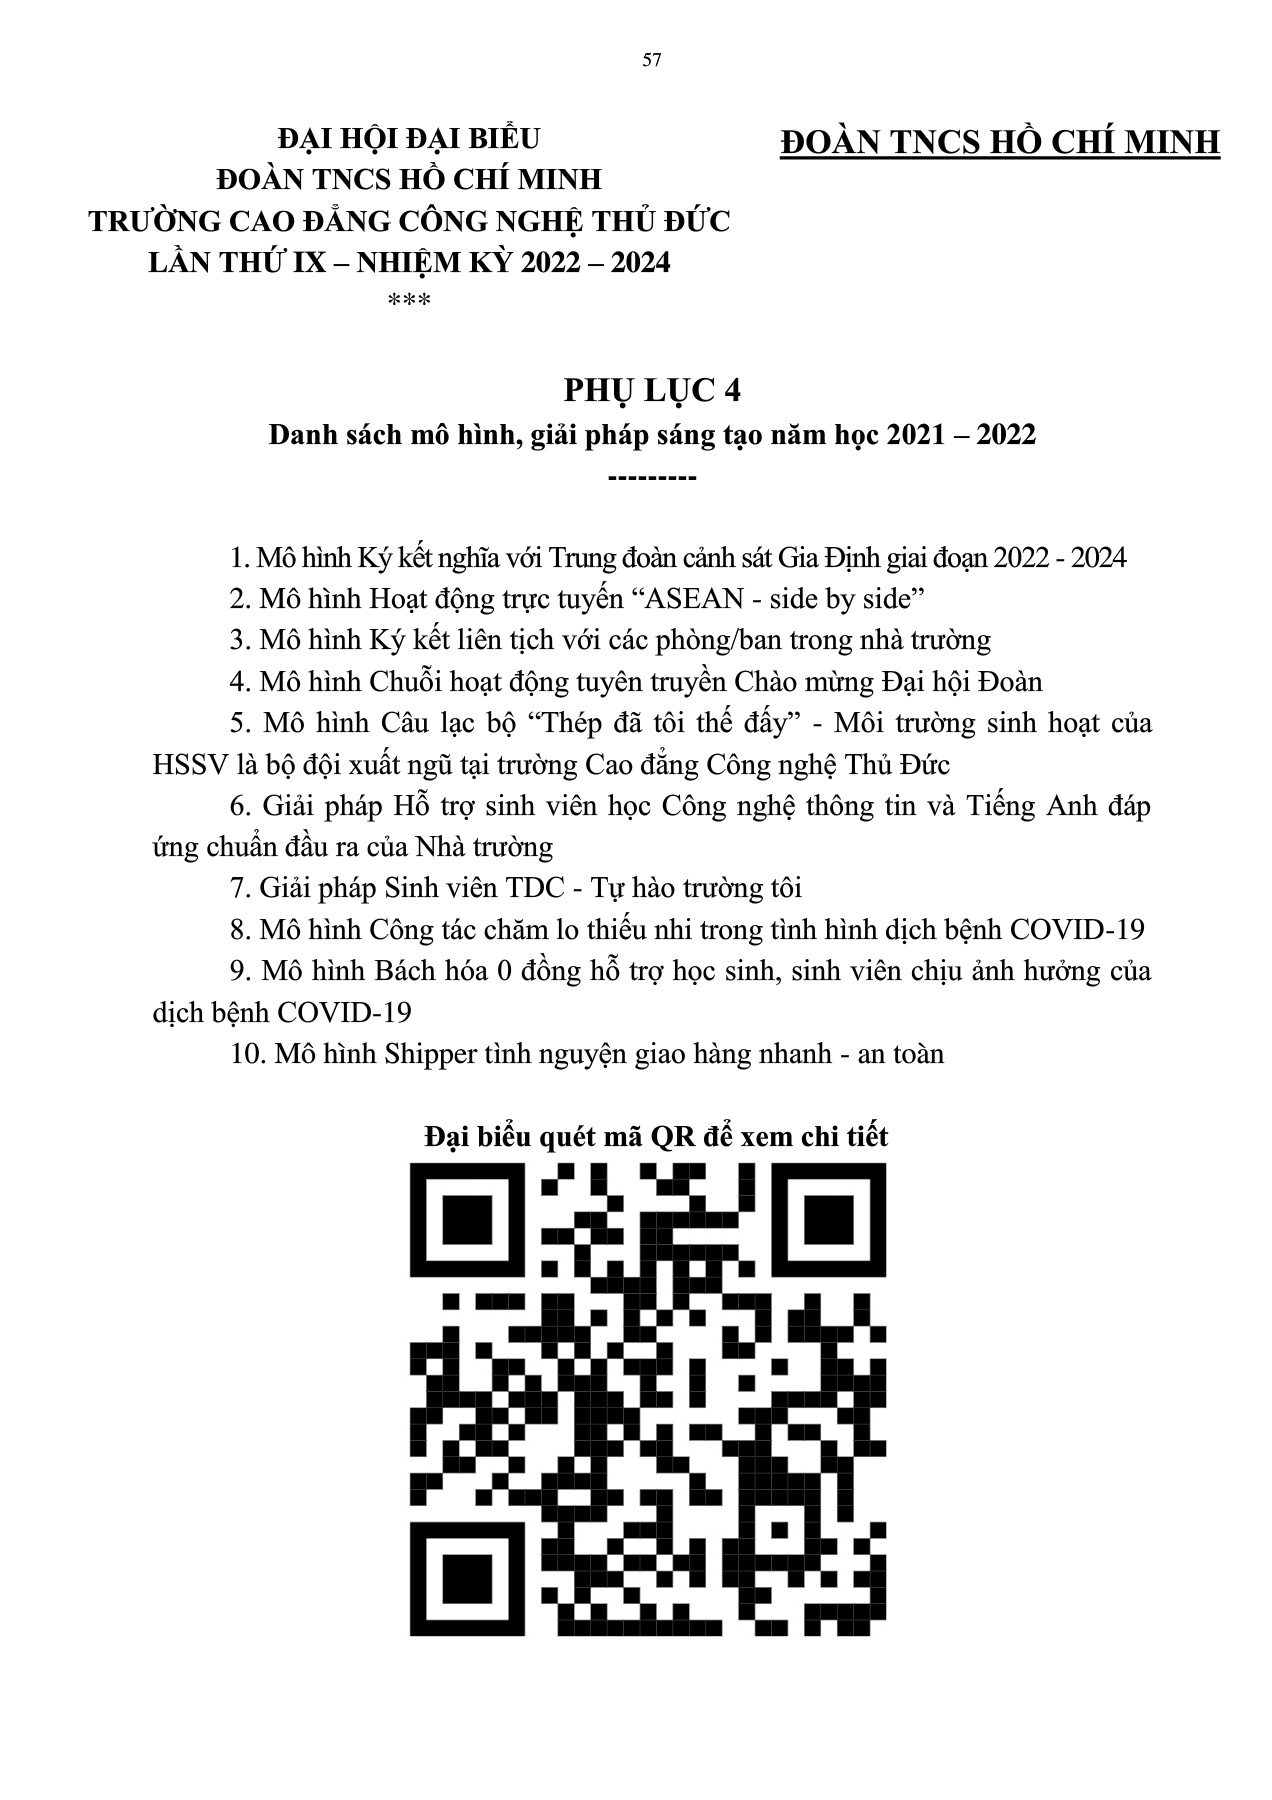 57
ĐẠI HỘI ĐẠI BIỂU
ĐOÀN TNCS HỒ CHÍ MINH
TRƯỜNG CAO ĐẲNG CÔNG NGHỆ THỦ ĐỨC
LẦN THỨ IX – NHIỆM KỲ 2022 – 2024
***
ĐOÀN TNCS HỒ CHÍ MINH
PHỤ LỤC 4
Danh sách mô hình, giải pháp sáng tạo năm học 2021 – 2022
---------
1. Mô hình Ký kết nghĩa với Trung đoàn cảnh sát Gia Định giai đoạn 2022 - 2024
2. Mô hình Hoạt động trực tuyến “ASEAN - side by side”
3. Mô hình Ký kết liên tịch với các phòng/ban trong nhà trường
4. Mô hình Chuỗi hoạt động tuyên truyền Chào mừng Đại hội Đoàn
5. Mô hình Câu lạc bộ “Thép đã tôi thế đấy” - Môi trường sinh hoạt của
HSSV là bộ đội xuất ngũ tại trường Cao đẳng Công nghệ Thủ Đức
6. Giải pháp Hỗ trợ sinh viên học Công nghệ thông tin và Tiếng Anh đáp
ứng chuẩn đầu ra của Nhà trường
7. Giải pháp Sinh viên TDC - Tự hào trường tôi
8. Mô hình Công tác chăm lo thiếu nhi trong tình hình dịch bệnh COVID-19
9. Mô hình Bách hóa 0 đồng hỗ trợ học sinh, sinh viên chịu ảnh hưởng của
dịch bệnh COVID-19
10. Mô hình Shipper tình nguyện giao hàng nhanh - an toàn
Đại biểu quét mã QR để xem chi tiết